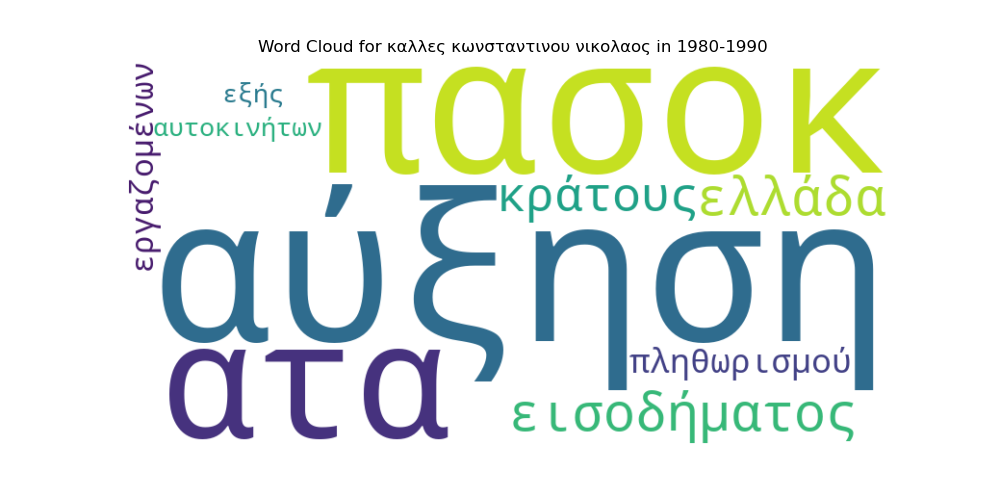 Word Cloud for καλλες κωνσταντινου νικολαος in 1980-1990
εργαζομένων
εξής
αυτοκινήτων
πασοκ
κράτους
ελλάδα
αύξηση
ατα
πληθωρισμού
εισοδήματος